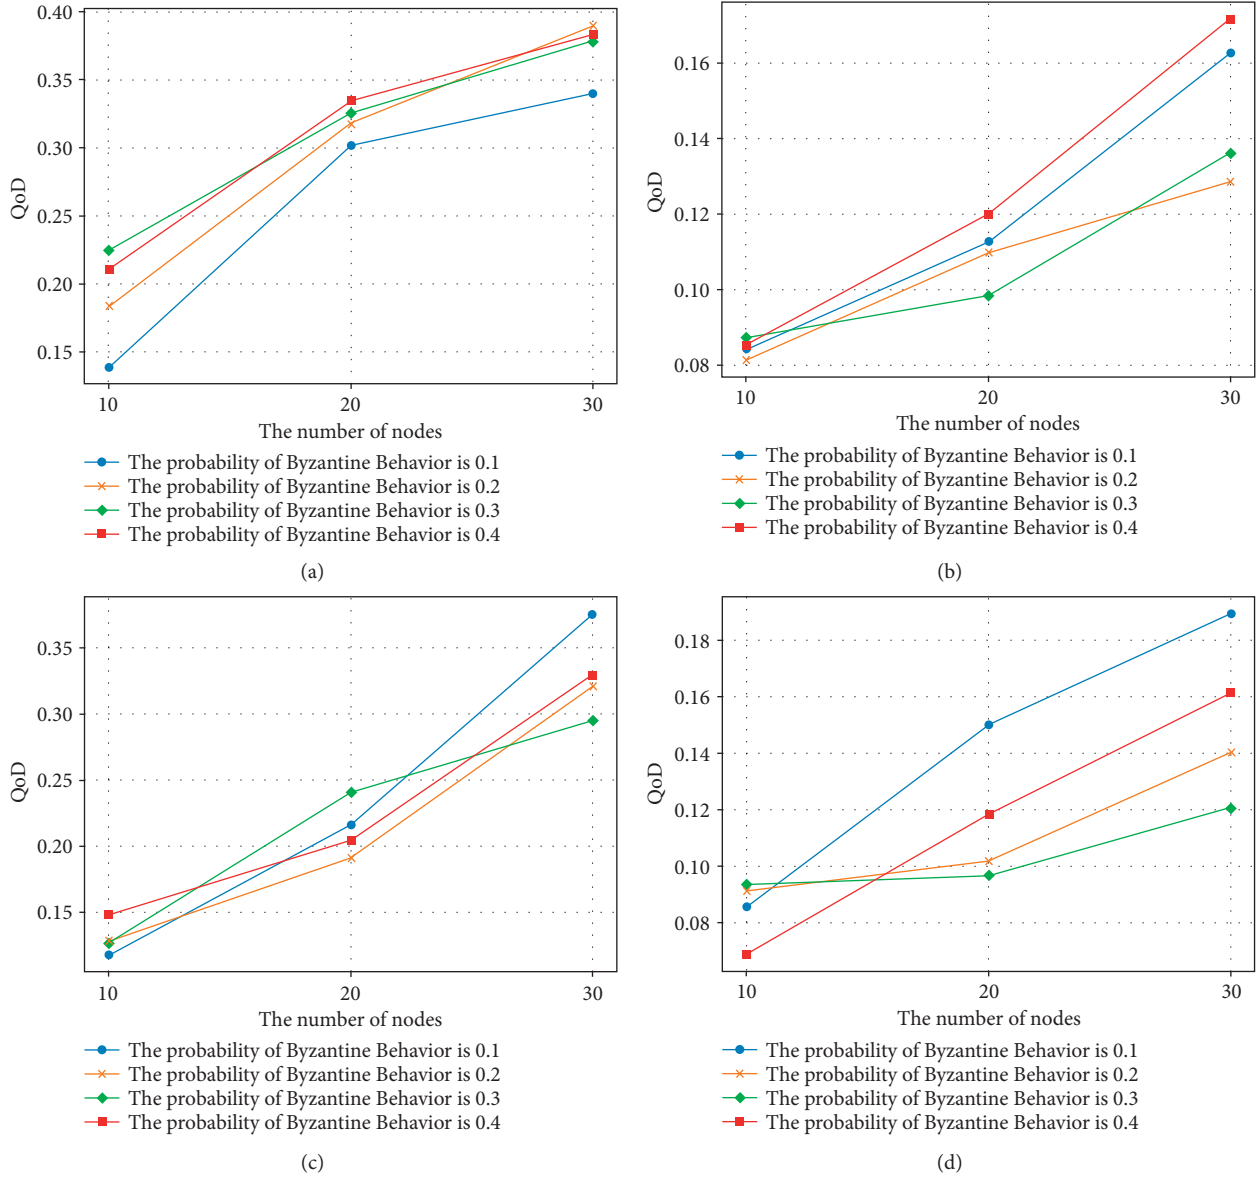 0.40
0.35
0.30
0.25
0.20
0.15
QoD
10 20 30
The number of nodes
The probability of Byzantine Behavior is 0.1
The probability of Byzantine Behavior is 0.2
The probability of Byzantine Behavior is 0.3
The probability of Byzantine Behavior is 0.4
(a)
0.16
0.14
0.12
0.10
0.08
QoD
10 20 30
The number of nodes
The probability of Byzantine Behavior is 0.1
The probability of Byzantine Behavior is 0.2
The probability of Byzantine Behavior is 0.3
The probability of Byzantine Behavior is 0.4
(b)
0.35
0.30
0.25
0.20
0.15
QoD
10 20 30
The number of nodes
The probability of Byzantine Behavior is 0.1
The probability of Byzantine Behavior is 0.2
The probability of Byzantine Behavior is 0.3
The probability of Byzantine Behavior is 0.4
(c)
0.18
0.16
0.14
0.12
0.10
0.08
QoD
10 20 30
The number of nodes
The probability of Byzantine Behavior is 0.1
The probability of Byzantine Behavior is 0.2
The probability of Byzantine Behavior is 0.3
The probability of Byzantine Behavior is 0.4
(d)